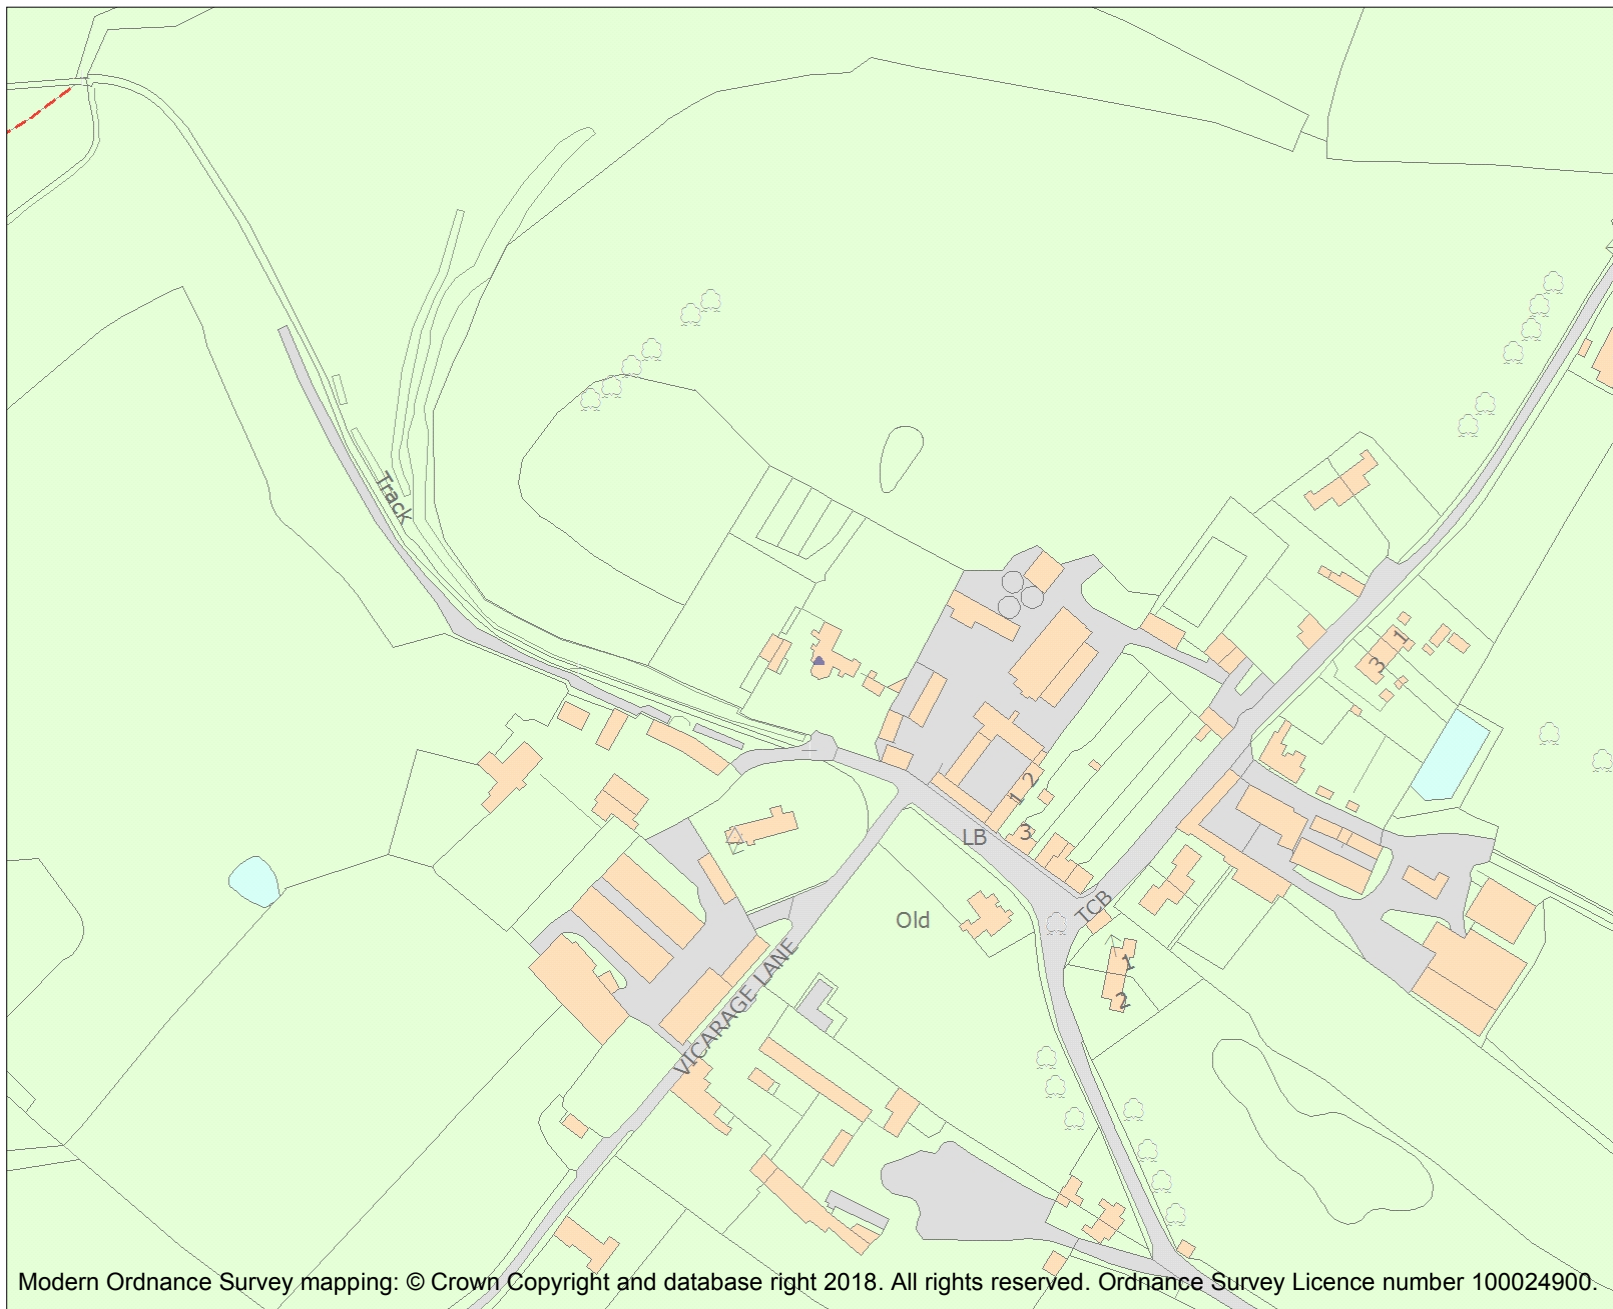 Track
1
3
2
1
3
LB
TCB
Old
1
2
VICARAGE LANE
Modern Ordnance Survey mapping: © Crown Copyright and database right 2018. All rights reserved. Ordnance Survey Licence number 100024900.